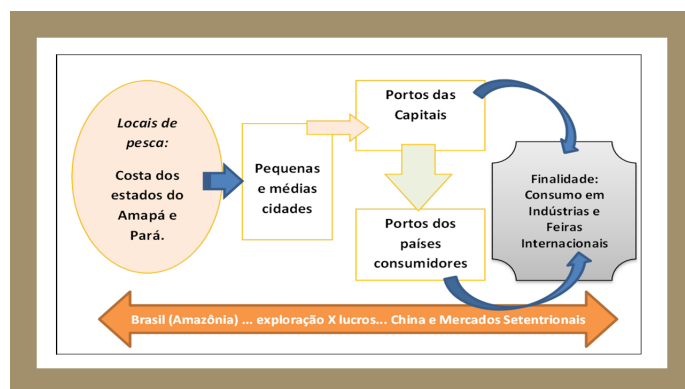 Locais de
pesca:
Costa dos
estados do
Amapá e
Pará.
Pequenas
e médias
cidades
Portos das
Capitais
Portos dos
países
consumidores
Finalidade:
Consumo em
Indústrias e
Feiras
Internacionais
Brasil (Amazônia) ... exploração X lucros... China e Mercados Setentrionais